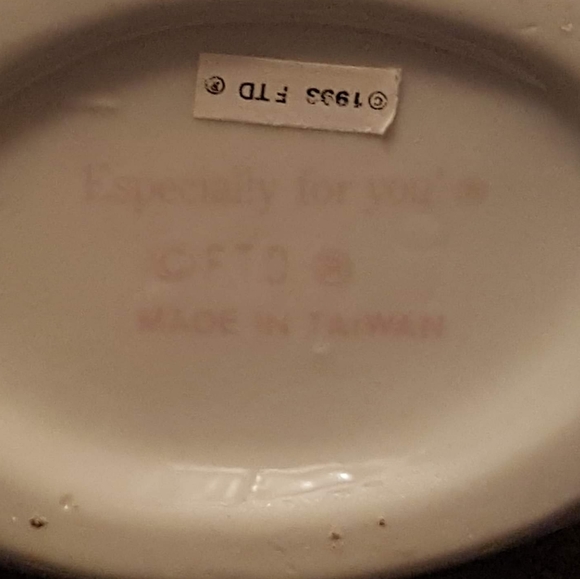 © 1993 FTD ®
Especially for you" ®
© FTD ®
MADE IN TAIWAN